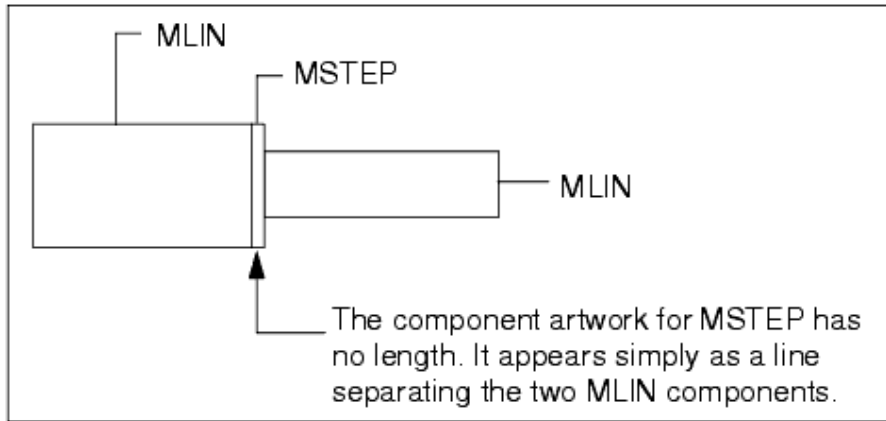 MLIN
MSTEP
MLIN
The component artwork for MSTEP has
no length. It appears simply as a line
separating the two MLIN components.